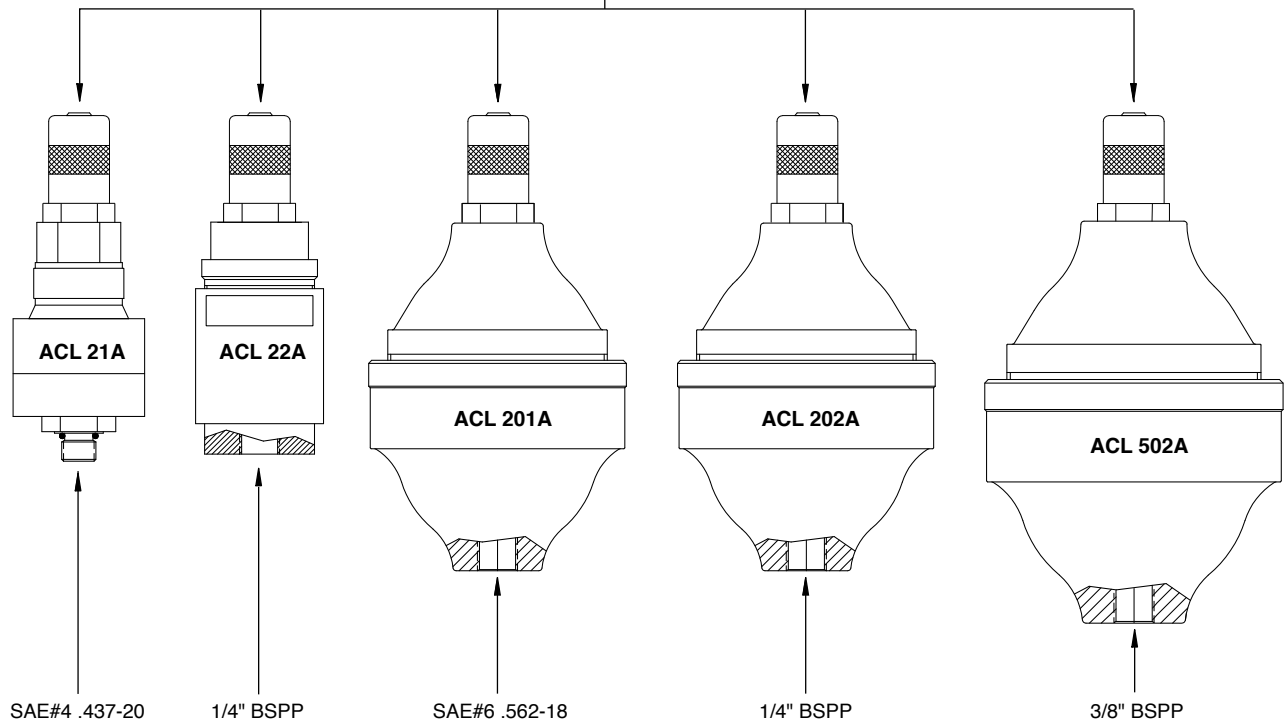 ACL 21A
ACL 22A
ACL 201A
ACL 202A
ACL 502A
SAE#4 .437-20
1/4" BSPP
SAE#6 .562-18
1/4" BSPP
3/8" BSPP